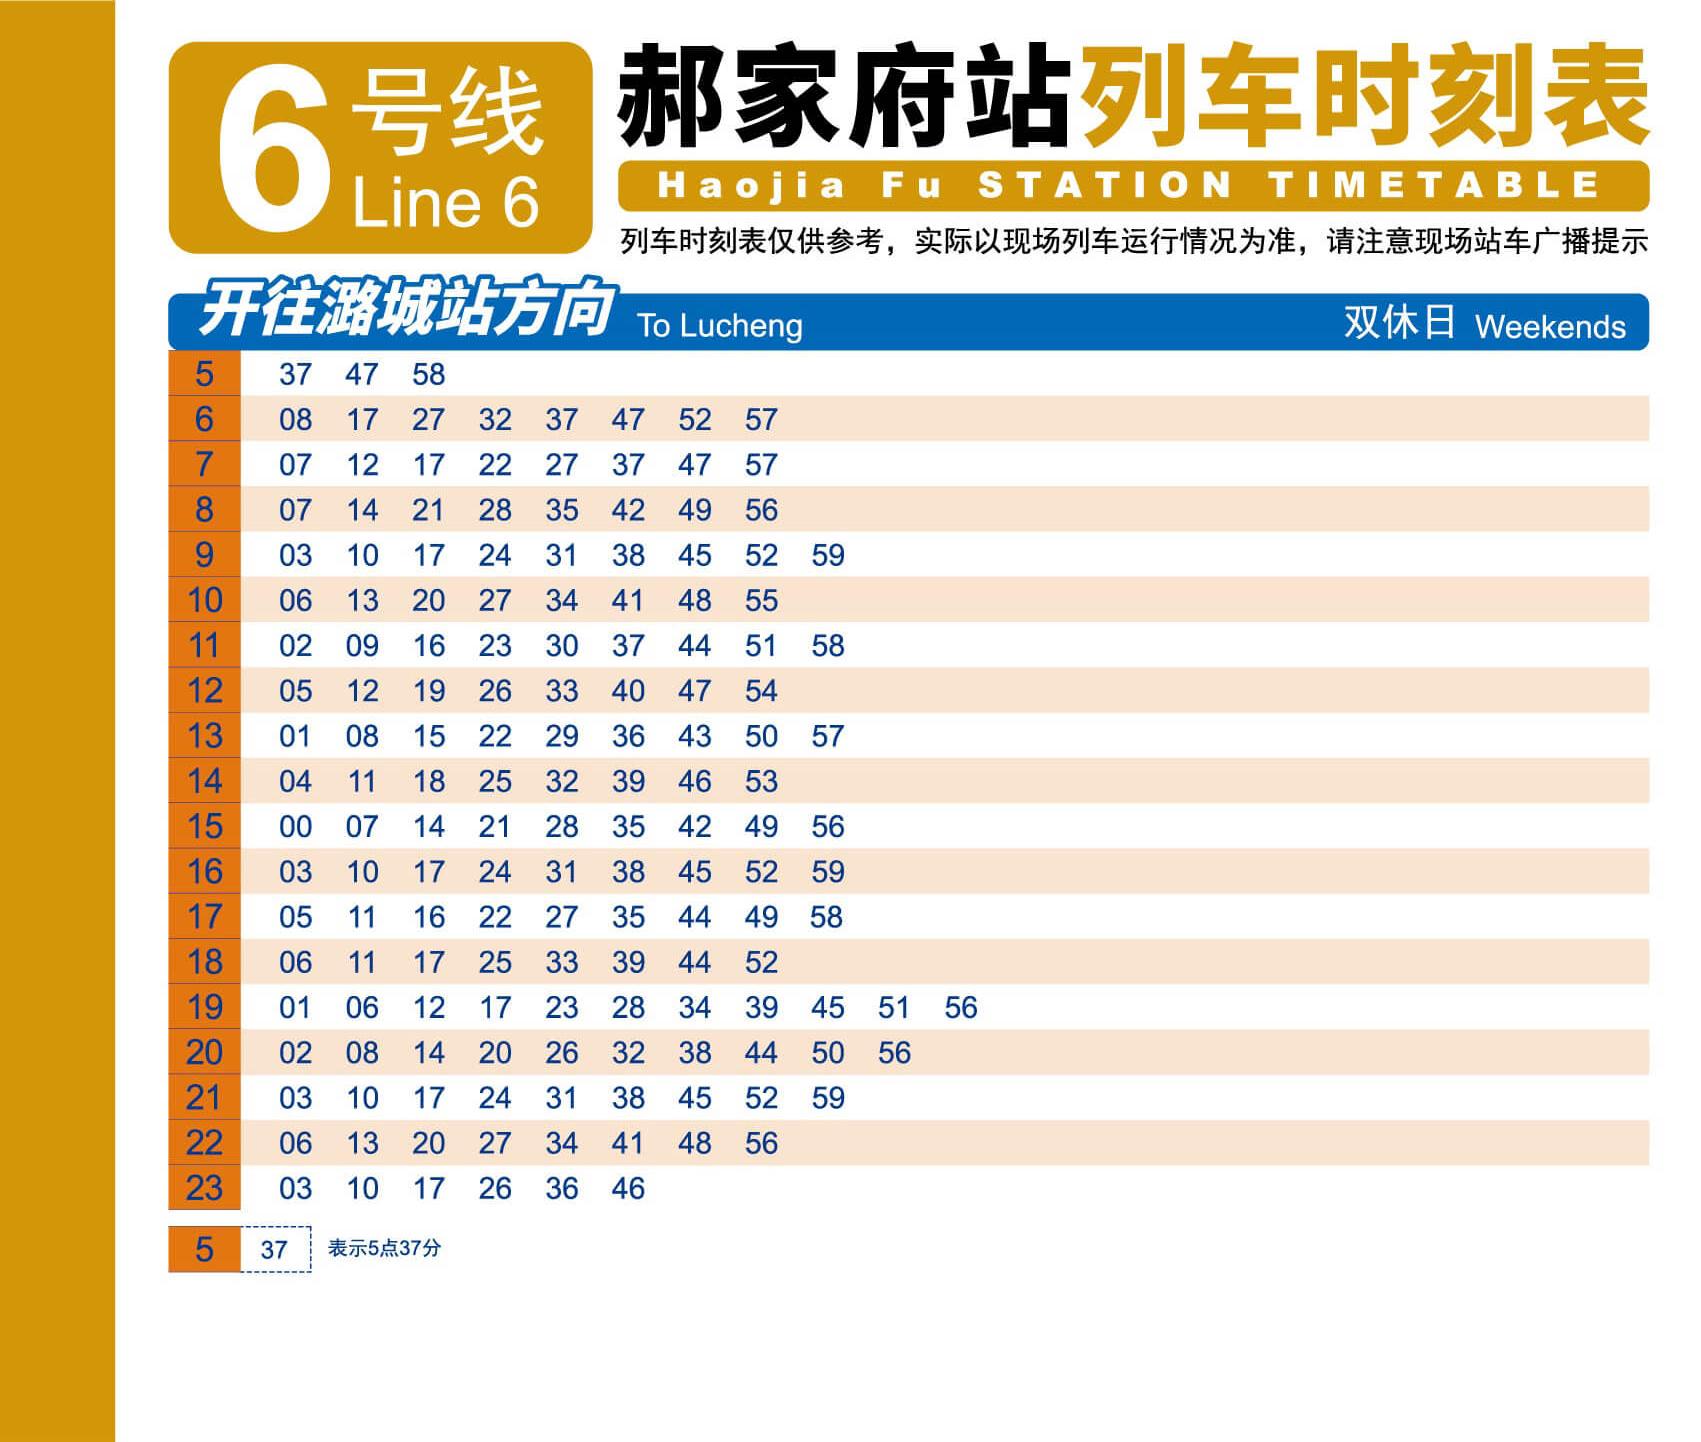 6号线
Line 6
郝家府站列车时刻表
Haojia Fu STATION TIMETABLE
列车时刻表仅供参考，实际以现场列车运行情况为准，请注意现场站车广播提示
开往潞城站方向 To Lucheng 双休日 Weekends
5 37 47 58
6 08 17 27 32 37 47 52 57
7 07 12 17 22 27 37 47 57
8 07 14 21 28 35 42 49 56
9 03 10 17 24 31 38 45 52 59
10 06 13 20 27 34 41 48 55
11 02 09 16 23 30 37 44 51 58
12 05 12 19 26 33 40 47 54
13 01 08 15 22 29 36 43 50 57
14 04 11 18 25 32 39 46 53
15 00 07 14 21 28 35 42 49 56
16 03 10 17 24 31 38 45 52 59
17 05 11 16 22 27 35 44 49 58
18 06 11 17 25 33 39 44 52
19 01 06 12 17 23 28 34 39 45 51 56
20 02 08 14 20 26 32 38 44 50 56
21 03 10 17 24 31 38 45 52 59
22 06 13 20 27 34 41 48 56
23 03 10 17 26 36 46
5 37 表示5点37分